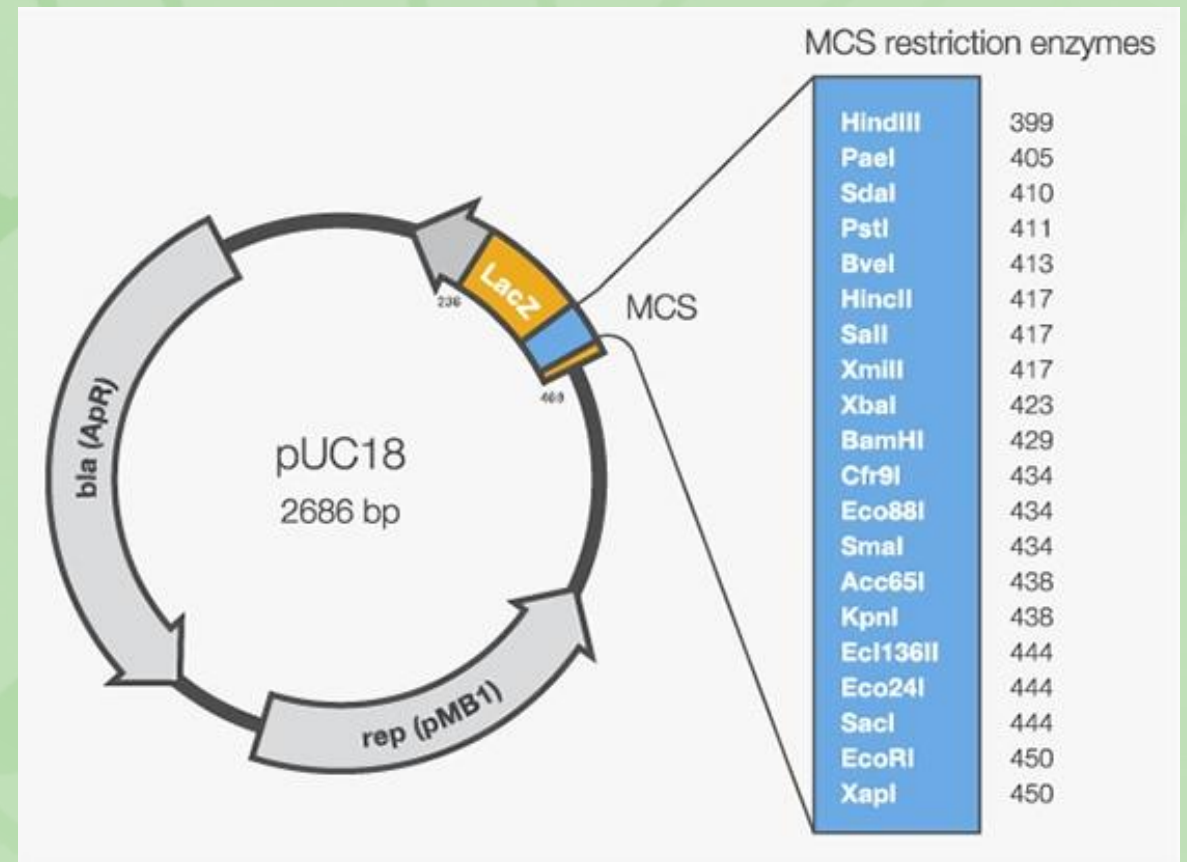 MCS restriction enzymes
HindIII 399
PaeI 405
SdaI 410
PstI 411
BveI 413
HincII 417
SalI 417
XmiII 417
XbaI 423
BamHI 429
Cfr9I 434
Eco88I 434
SmaI 434
Acc65I 438
KpnI 438
Ecl136II 444
Eco24I 444
SacI 444
EcoRI 450
XapI 450
LacZ
236
MCS
469
bla (ApR)
pUC18
2686 bp
rep (pMB1)